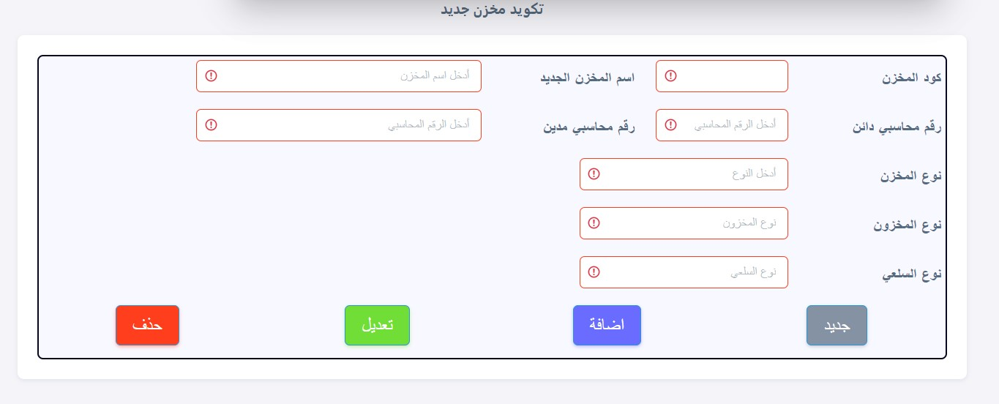 تكويد مخزن جديد
كود المخزن
اسم المخزن الجديد أدخل اسم المخزن
رقم محاسبي دائن أدخل الرقم المحاسبي
رقم محاسبي مدين أدخل الرقم المحاسبي
نوع المخزن أدخل النوع
نوع المخزون نوع المخزون
نوع السلعي نوع السلعي
جديد اضافة تعديل حذف